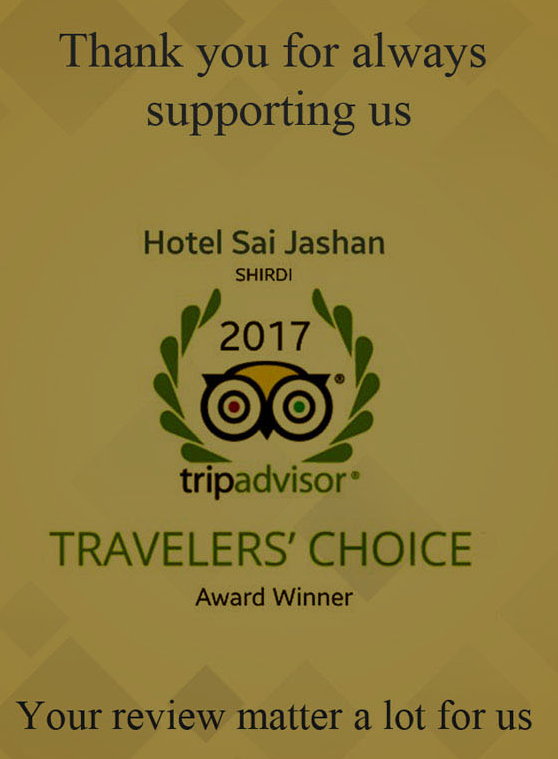 Thank you for always
supporting us
Hotel Sai Jashan
SHIRDI
2017
tripadvisor®
TRAVELERS' CHOICE
Award Winner
Your review matter a lot for us